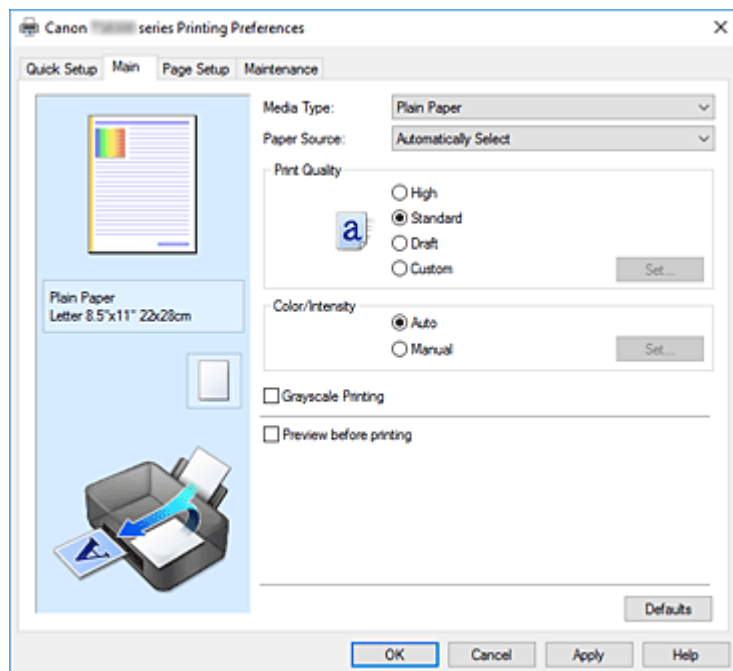 Canon series Printing Preferences
Quick Setup Main Page Setup Maintenance
Media Type: Plain Paper
Paper Source: Automatically Select
Print Quality
High
a Standard
Draft
Custom Set...
Plain Paper
Letter 8.5"x11" 22x28cm
Color/Intensity
Auto
Manual Set...
Grayscale Printing
Preview before printing
A
Defaults
OK Cancel Apply Help